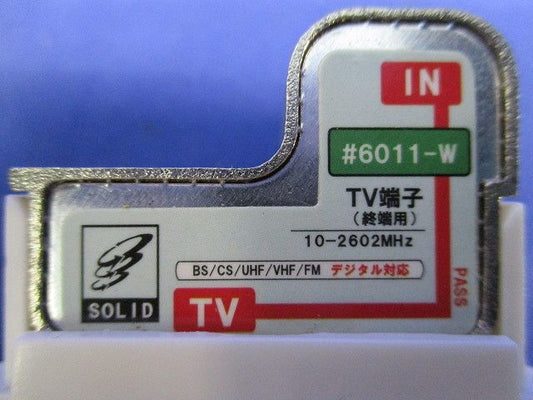 IN
#6011-W
TV端子
(終端用)
10-2602MHz
BS/CS/UHF/VHF/FM デジタル対応
PASS
SOLID
TV